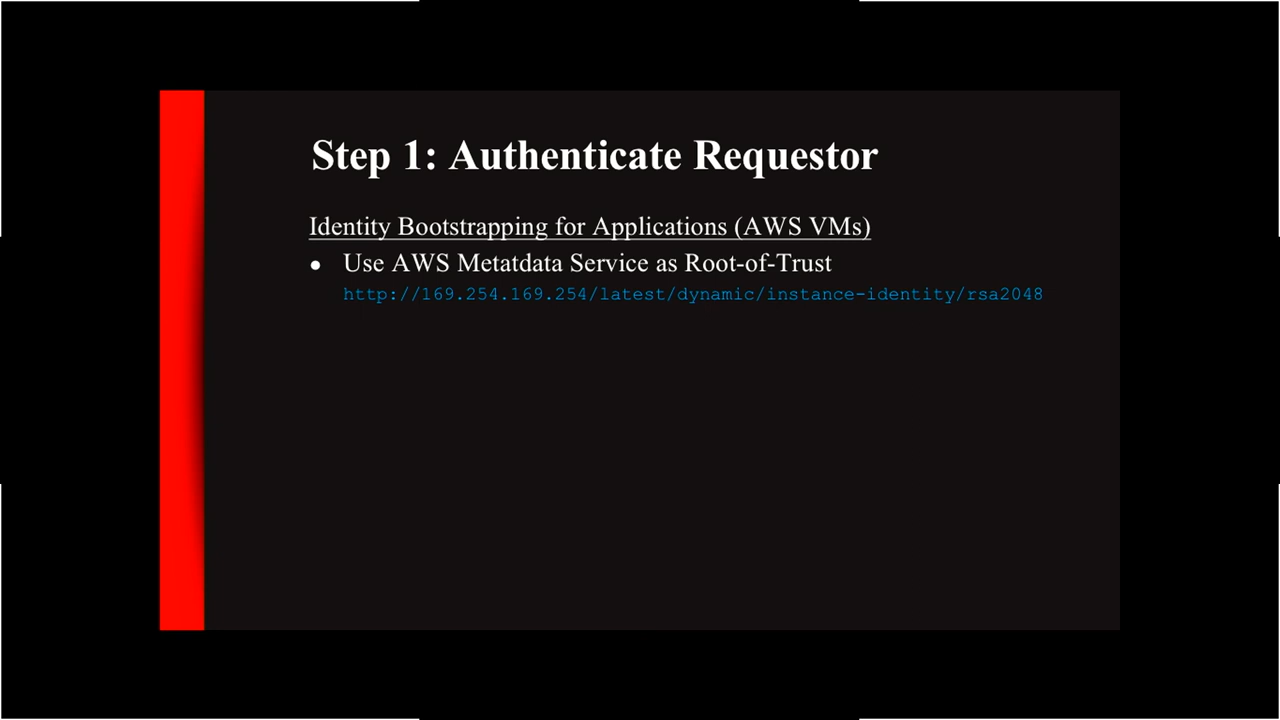 Step 1: Authenticate Requestor
Identity Bootstrapping for Applications (AWS VMs)
● Use AWS Metatdata Service as Root-of-Trust
http://169.254.169.254/latest/dynamic/instance-identity/rsa2048